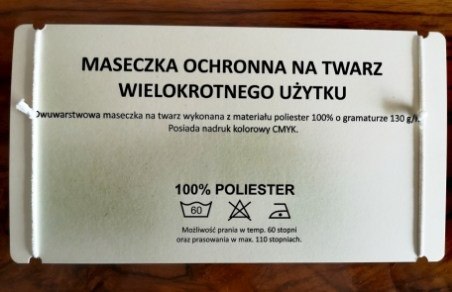 MASECZKA OCHRONNA NA TWARZ
WIELOKROTNEGO UŻYTKU
Dwuwarstwowa maseczka na twarz wykonana z materiału poliester 100% o gramaturze 130 g/
Posiada nadruk kolorowy CMYK.
100% POLIESTER
60
Możliwość prania w temp. 60 stopni
oraz prasowania w max. 110 stopniach.